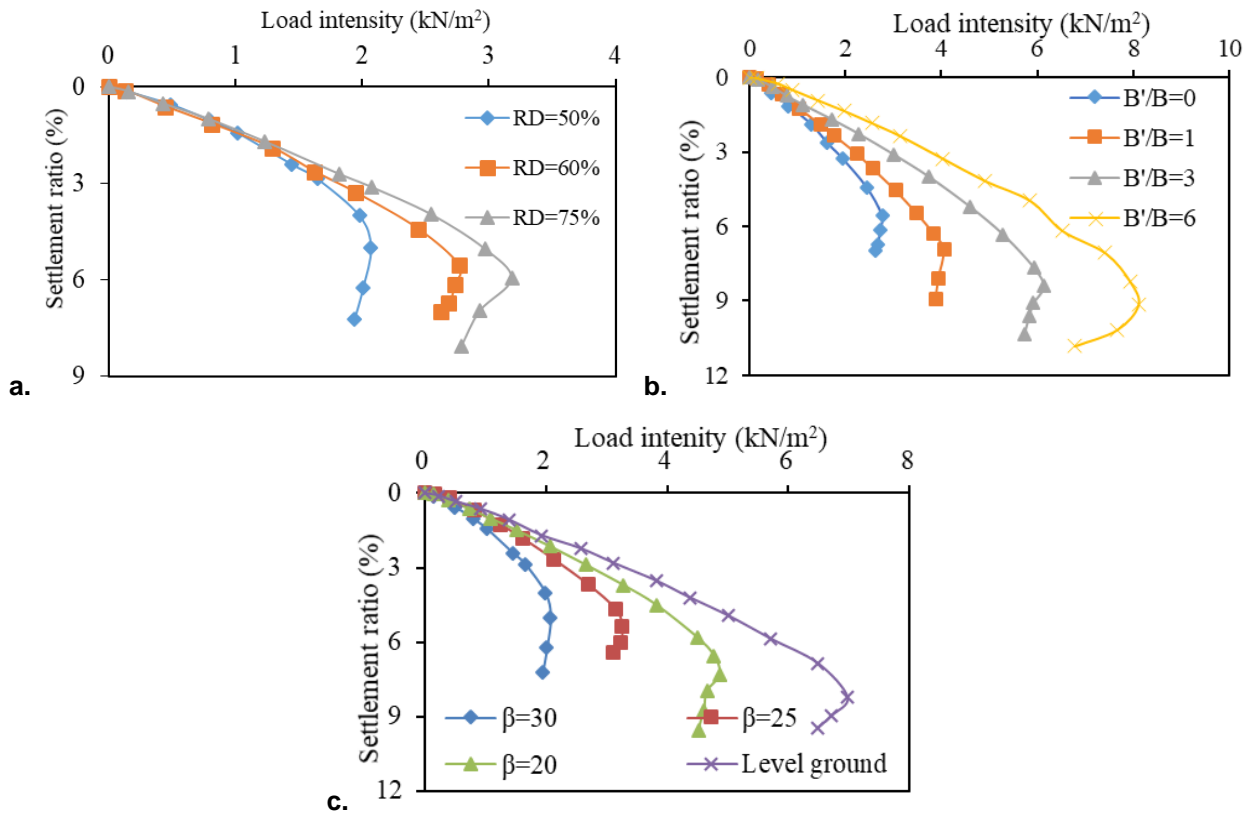 Load intensity (kN/m²)
0 1 2 3 4
0
3
6
9
Settlement ratio (%)
RD=50%
RD=60%
RD=75%
a.
Load intensity (kN/m²)
0 2 4 6 8 10
0
3
6
9
12
Settlement ratio (%)
B'/B=0
B'/B=1
B'/B=3
B'/B=6
b.
Load intenity (kN/m²)
0 2 4 6 8
0
3
6
9
12
Settlement ratio (%)
β=30 β=25
β=20 Level ground
c.